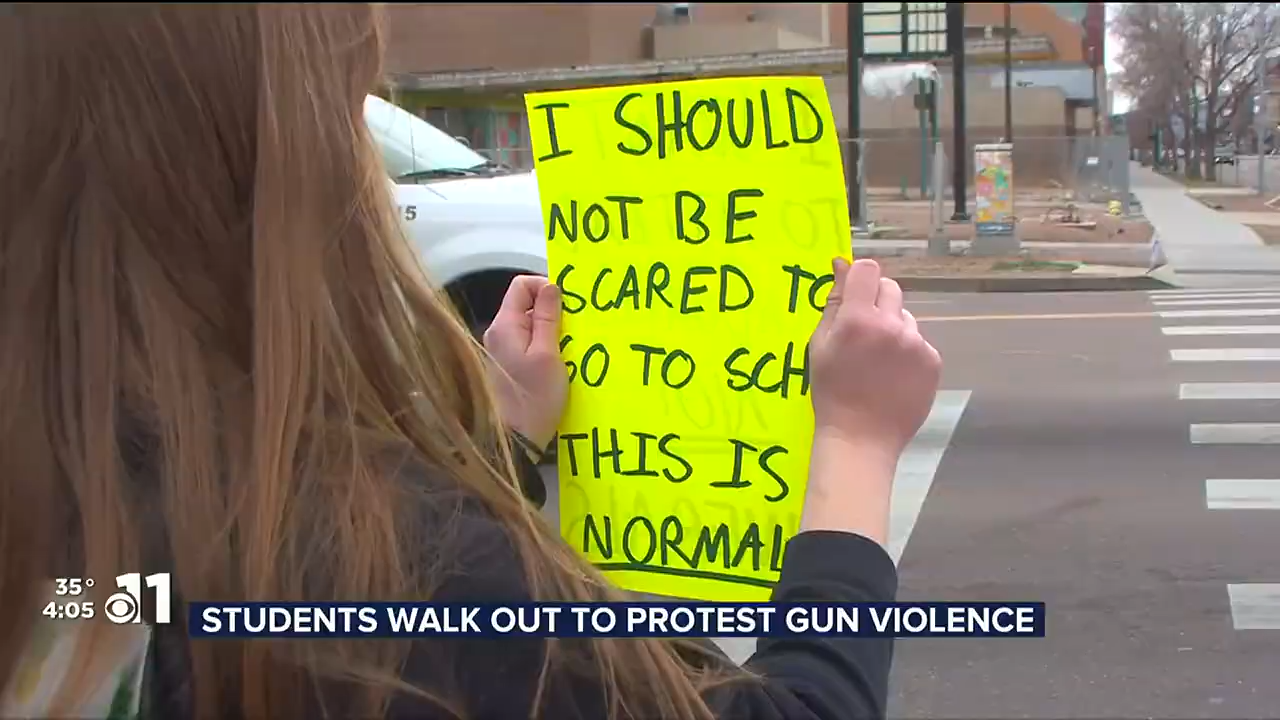 I SHOULD
NOT BE
SCARED TO
GO TO SCH
THIS IS
NORMAL
5
35°
4:05
11
STUDENTS WALK OUT TO PROTEST GUN VIOLENCE